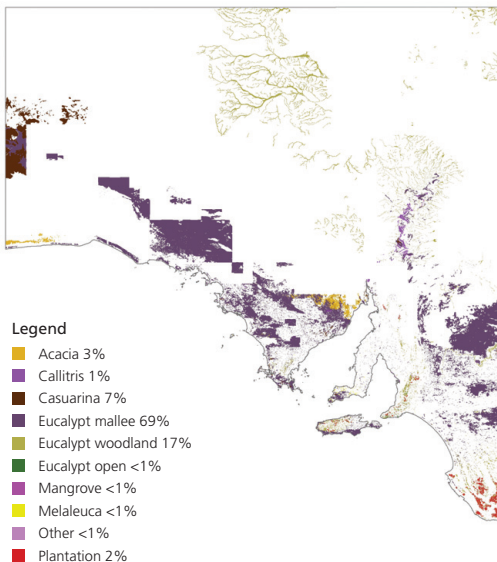 Legend
Acacia 3%
Callitris 1%
Casuarina 7%
Eucalypt mallee 69%
Eucalypt woodland 17%
Eucalypt open <1%
Mangrove <1%
Melaleuca <1%
Other <1%
Plantation 2%